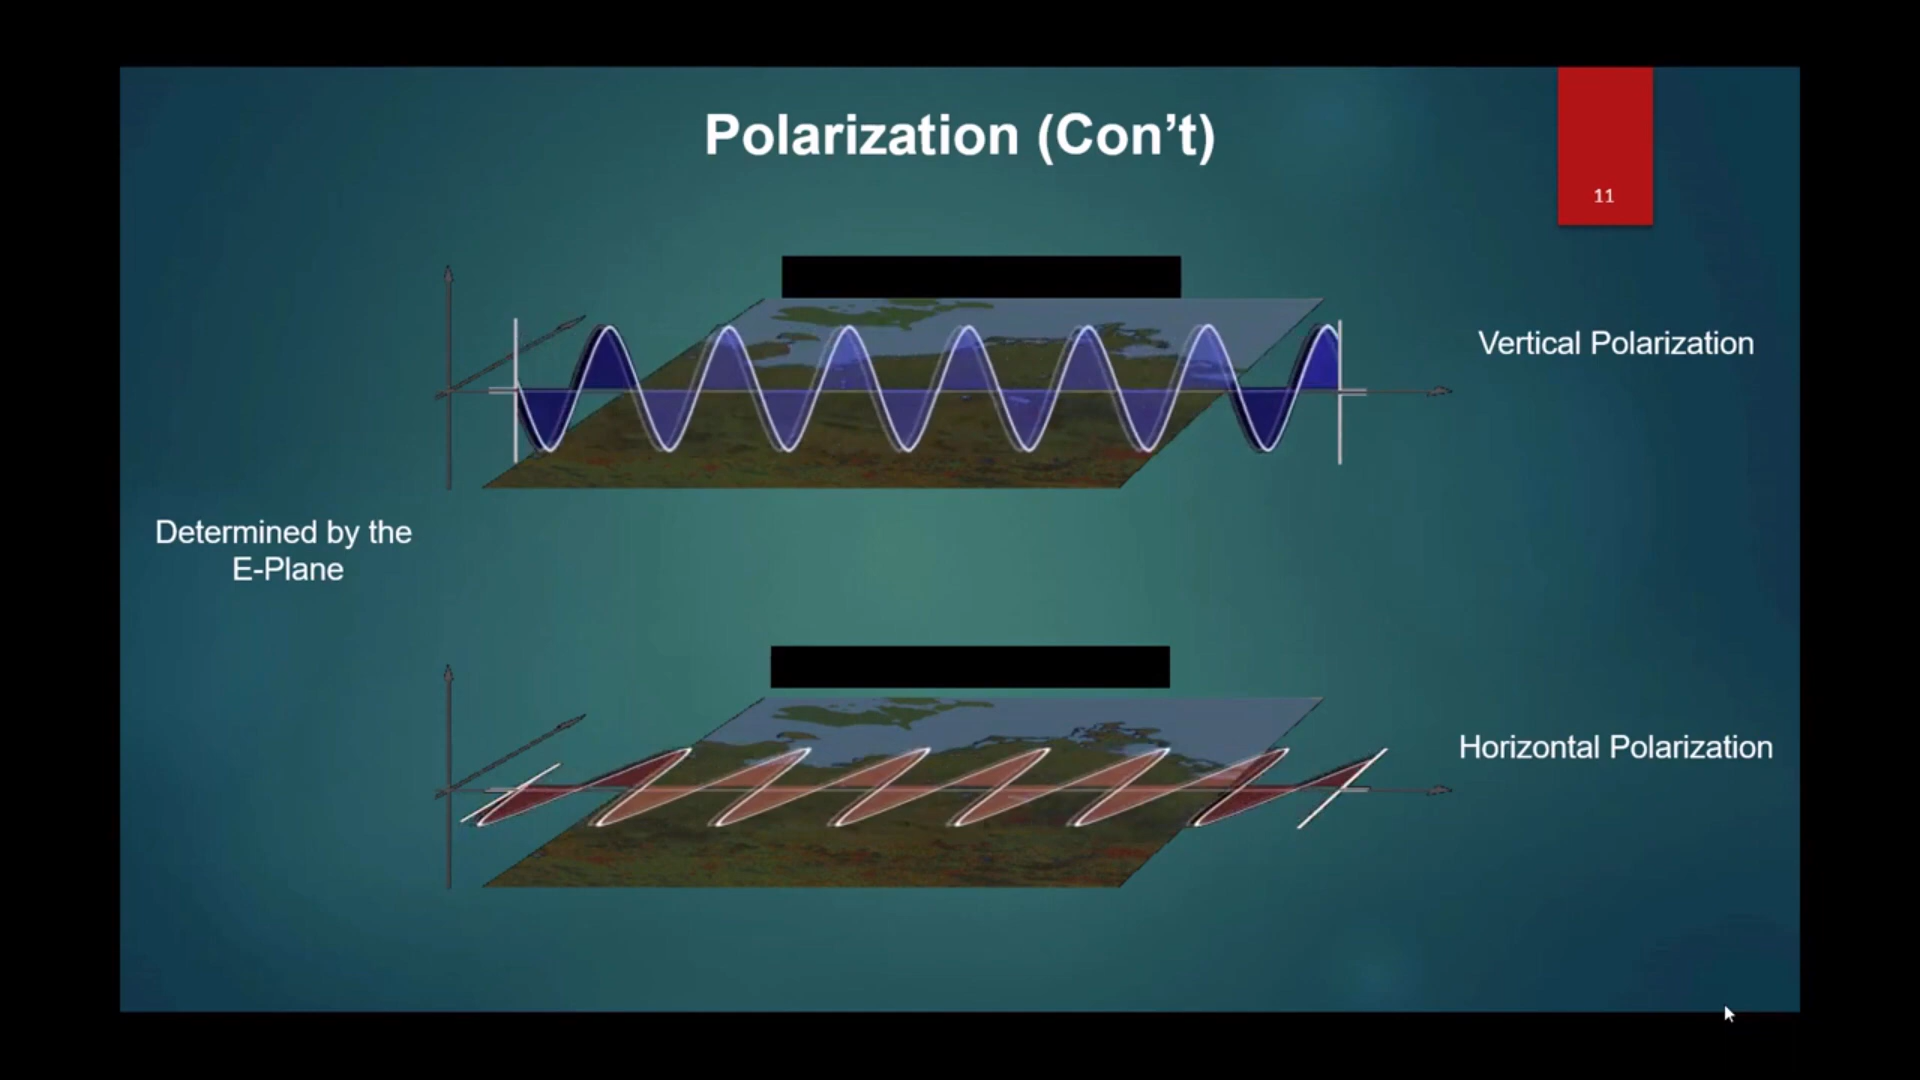 Polarization (Con’t)
11
Vertical Polarization
Determined by the
E-Plane
Horizontal Polarization